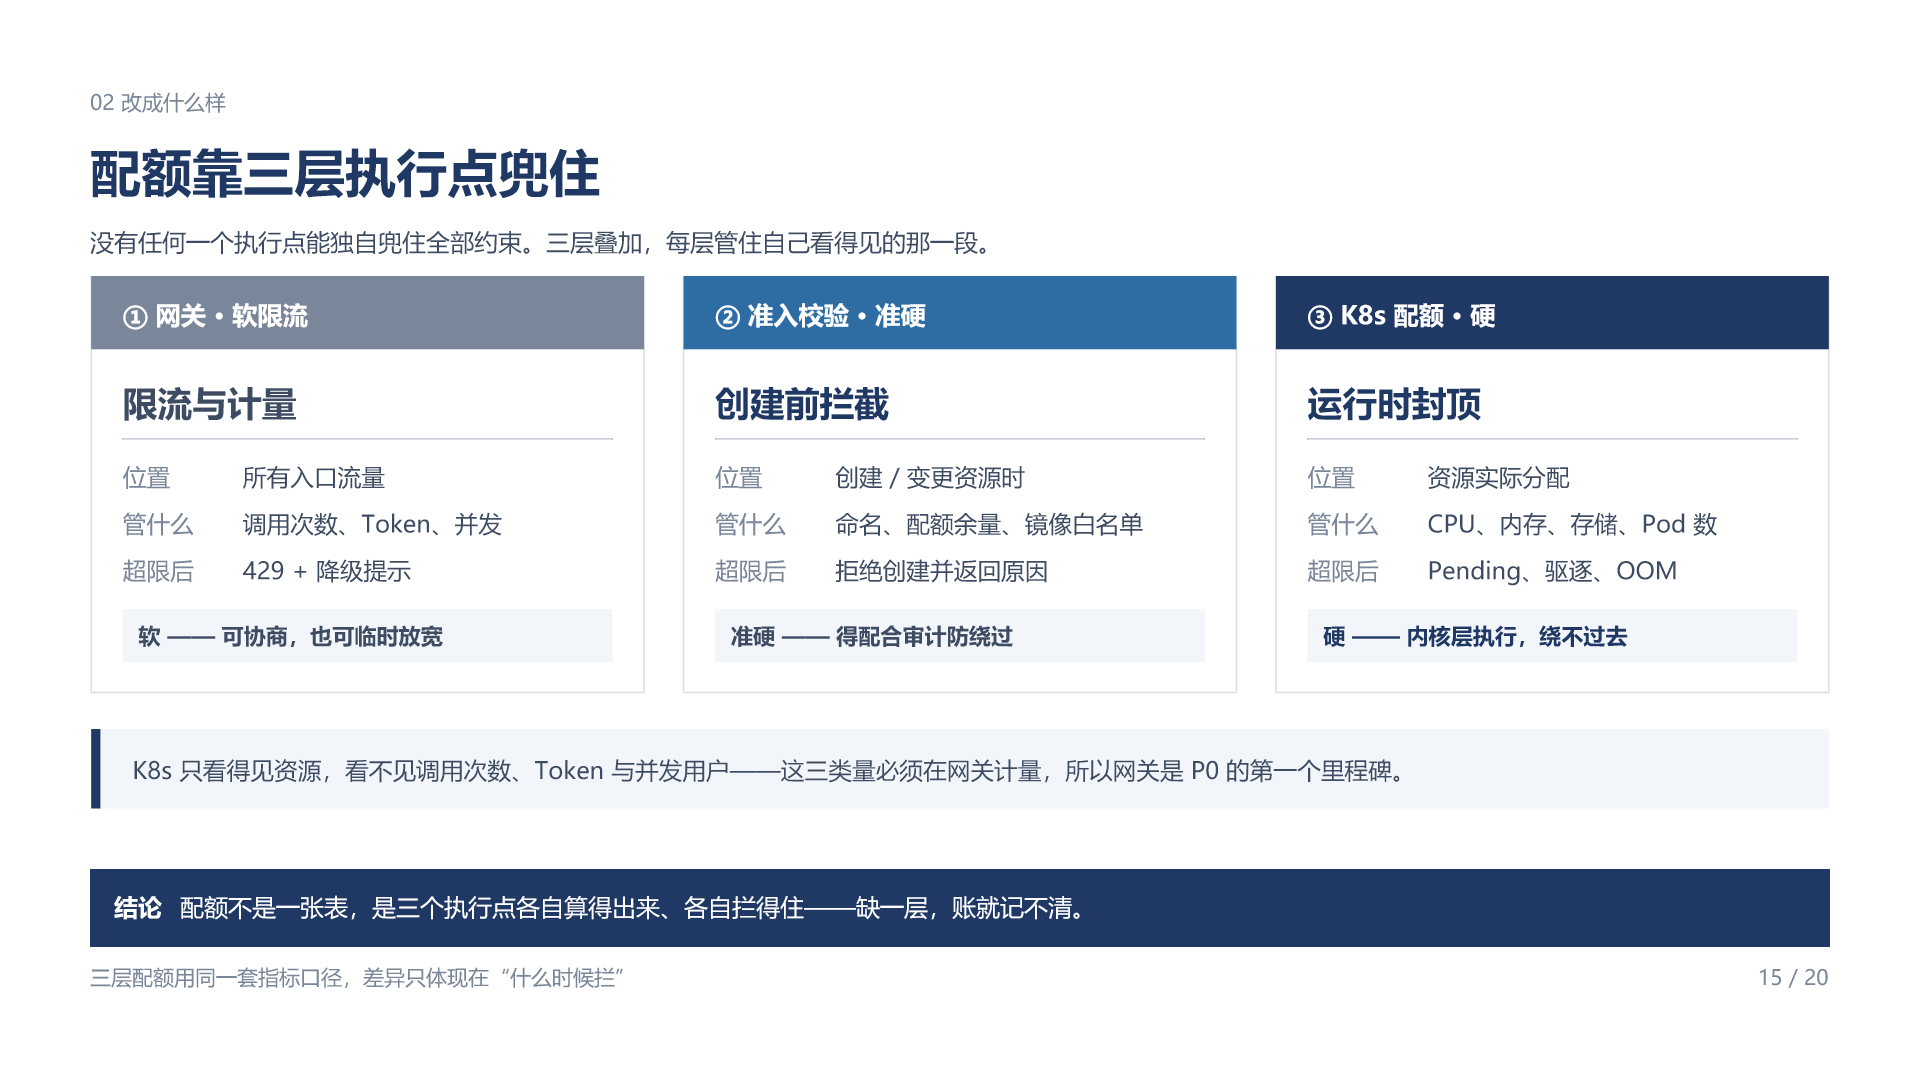 02 改成什么样
配额靠三层执行点兜住
没有任何一个执行点能独自兜住全部约束。三层叠加，每层管住自己看得见的那一段。
① 网关・软限流
限流与计量
位置 所有入口流量
管什么 调用次数、Token、并发
超限后 429 + 降级提示
软 —— 可协商，也可临时放宽
② 准入校验・准硬
创建前拦截
位置 创建 / 变更资源时
管什么 命名、配额余量、镜像白名单
超限后 拒绝创建并返回原因
准硬 —— 得配合审计防绕过
③ K8s 配额・硬
运行时封顶
位置 资源实际分配
管什么 CPU、内存、存储、Pod 数
超限后 Pending、驱逐、OOM
硬 —— 内核层执行，绕不过去
K8s 只看得见资源，看不见调用次数、Token 与并发用户——这三类量必须在网关计量，所以网关是 P0 的第一个里程碑。
结论 配额不是一张表，是三个执行点各自算得出来、各自拦得住——缺一层，账就记不清。
三层配额用同一套指标口径，差异只体现在“什么时候拦”
15 / 20